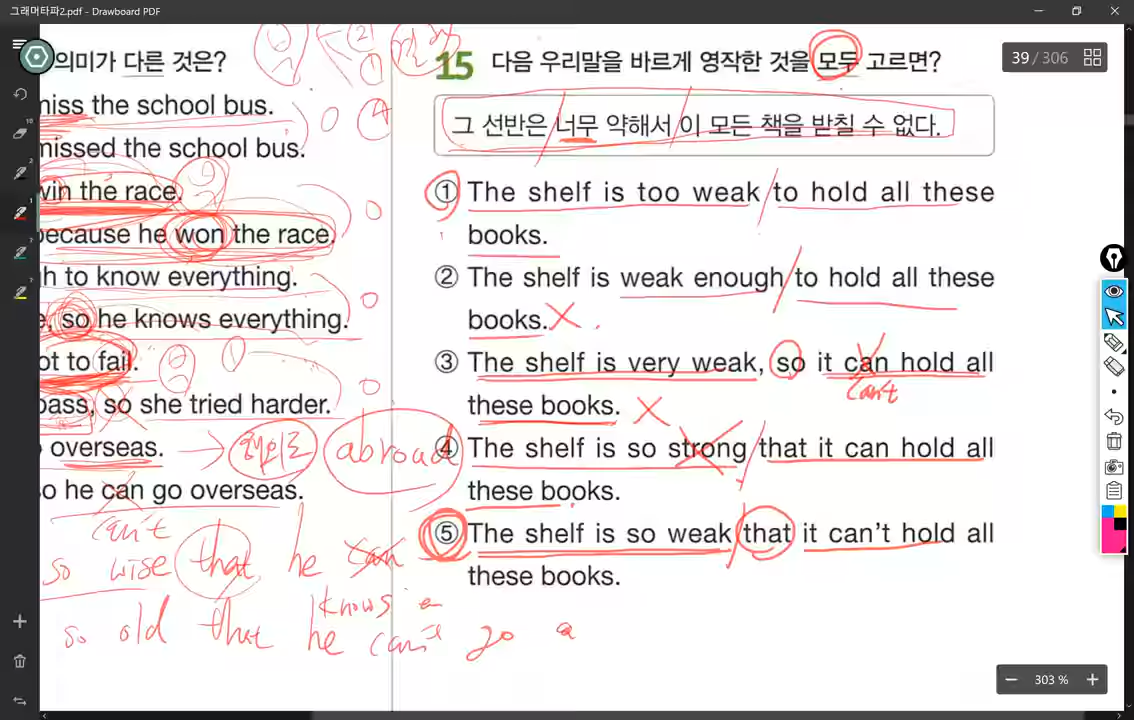 그래머타파2.pdf - Drawboard PDF
39 / 306
의미가 다른 것은?
miss the school bus.
missed the school bus.
win the race.
because he won the race.
gh to know everything.
e, so he knows everything.
ot to fail.
pass, so she tried harder.
overseas.
해외로 abroad
so he can go overseas.
can't
so wise that he can
knows e
so old that he can't go a
15 다음 우리말을 바르게 영작한 것을 모두 고르면?
그 선반은 너무 약해서 이 모든 책을 받칠 수 없다.
① The shelf is too weak to hold all these
books.
② The shelf is weak enough to hold all these
books.
③ The shelf is very weak, so it can hold all
can't
these books.
④ The shelf is so strong that it can hold all
these books.
⑤ The shelf is so weak that it can't hold all
these books.
303 %